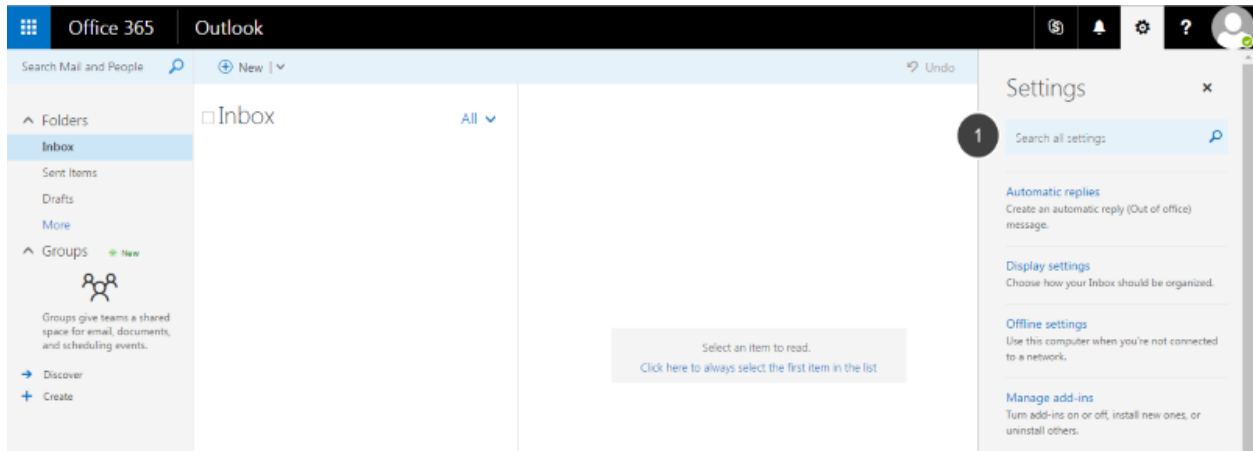 Office 365
Outlook
?
Search Mail and People
New
Undo
Folders
Inbox
Sent Items
Drafts
More
Groups
New
Groups give teams a shared
space for email, documents,
and scheduling events.
Discover
Create
Inbox
All
Select an item to read.
Click here to always select the first item in the list
Settings
1
Search all settings
Automatic replies
Create an automatic reply (Out of office)
message.
Display settings
Choose how your Inbox should be organized.
Offline settings
Use this computer when you're not connected
to a network.
Manage add-ins
Turn add-ins on or off, install new ones, or
uninstall others.